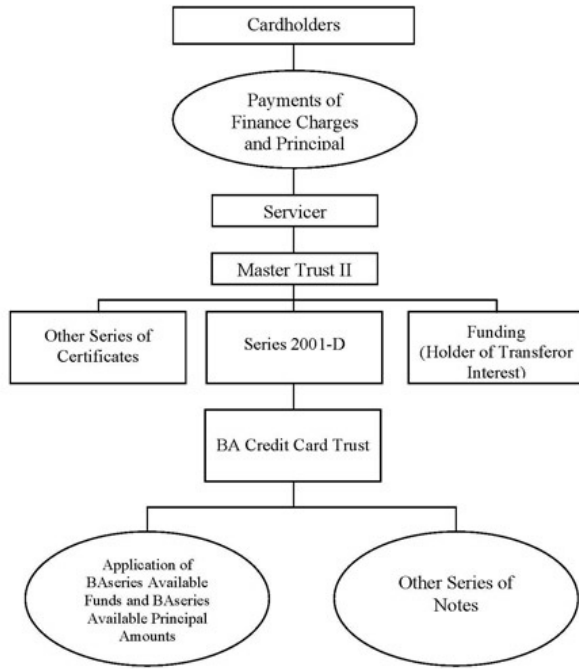 Cardholders
Payments of
Finance Charges
and Principal
Servicer
Master Trust II
Other Series of
Certificates
Series 2001-D
Funding
(Holder of Transferor
Interest)
BA Credit Card Trust
Application of
BAseries Available
Funds and BAseries
Available Principal
Amounts
Other Series of
Notes